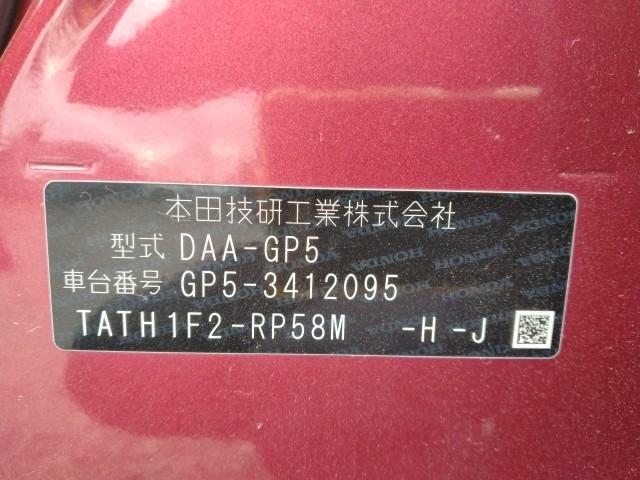 本田技研工業株式会社
型式 DAA-GP5
車台番号 GP5-3412095
TATH1F2-RP58M -H -J